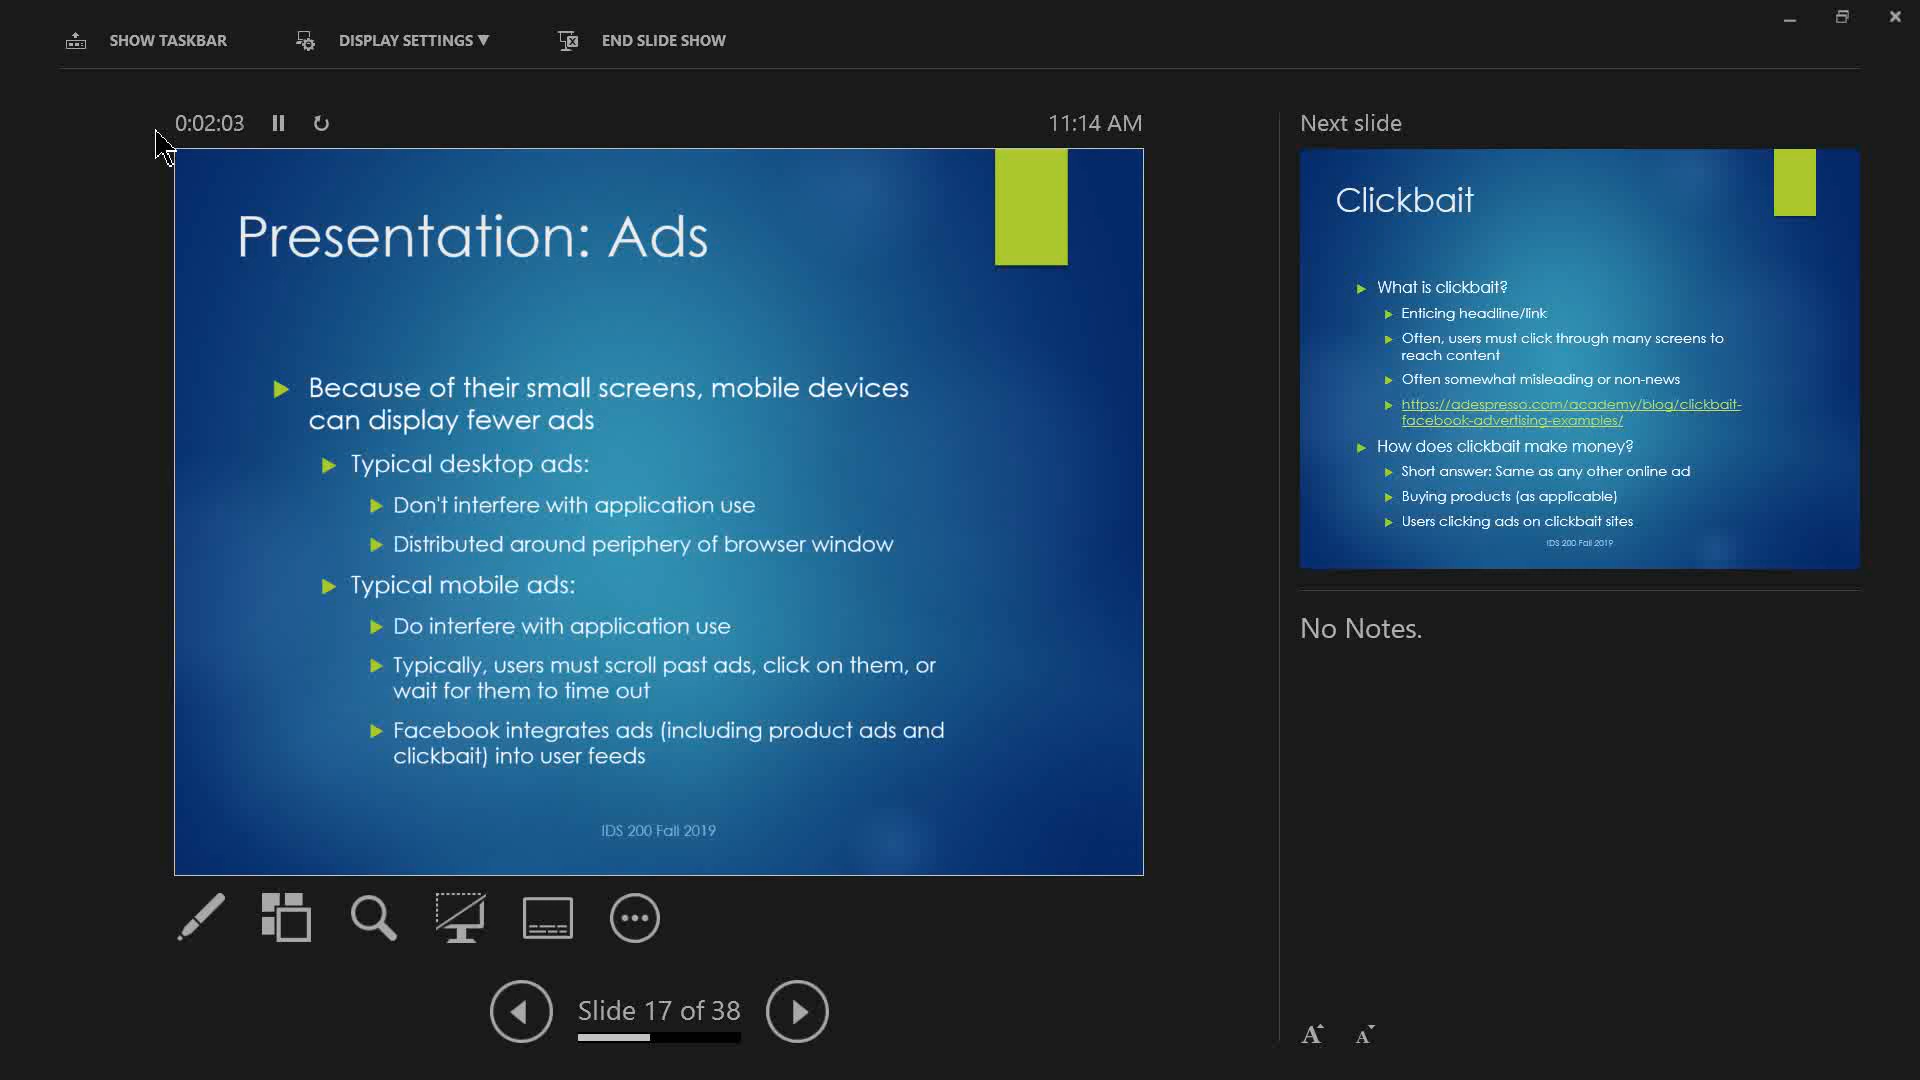 SHOW TASKBAR
DISPLAY SETTINGS ▼
END SLIDE SHOW
0:02:03
11:14 AM
Presentation: Ads
Because of their small screens, mobile devices
can display fewer ads
Typical desktop ads:
Don't interfere with application use
Distributed around periphery of browser window
Typical mobile ads:
Do interfere with application use
Typically, users must scroll past ads, click on them, or
wait for them to time out
Facebook integrates ads (including product ads and
clickbait) into user feeds
IDS 200 Fall 2019
Slide 17 of 38
Next slide
Clickbait
What is clickbait?
Enticing headline/link
Often, users must click through many screens to
reach content
Often somewhat misleading or non-news
https://adespresso.com/academy/blog/clickbait-
facebook-advertising-examples/
How does clickbait make money?
Short answer: Same as any other online ad
Buying products (as applicable)
Users clicking ads on clickbait sites
IDS 200 Fall 2019
No Notes.
A A